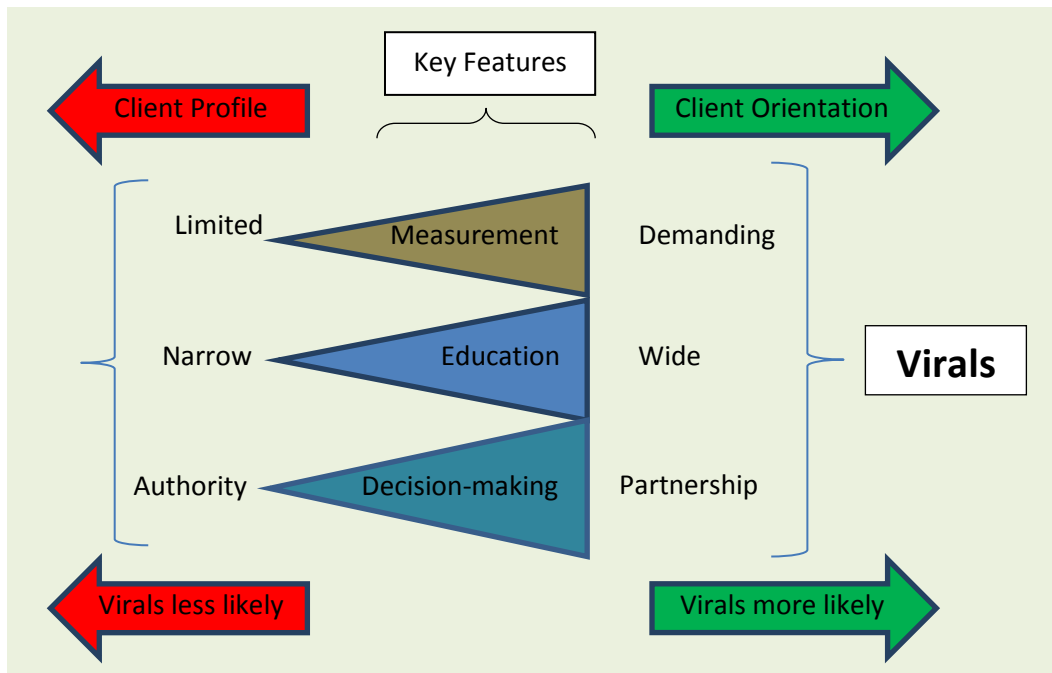 Key Features
Client Profile
Client Orientation
Limited
Measurement
Demanding
Narrow
Education
Wide
Virals
Authority
Decision-making
Partnership
Virals less likely
Virals more likely